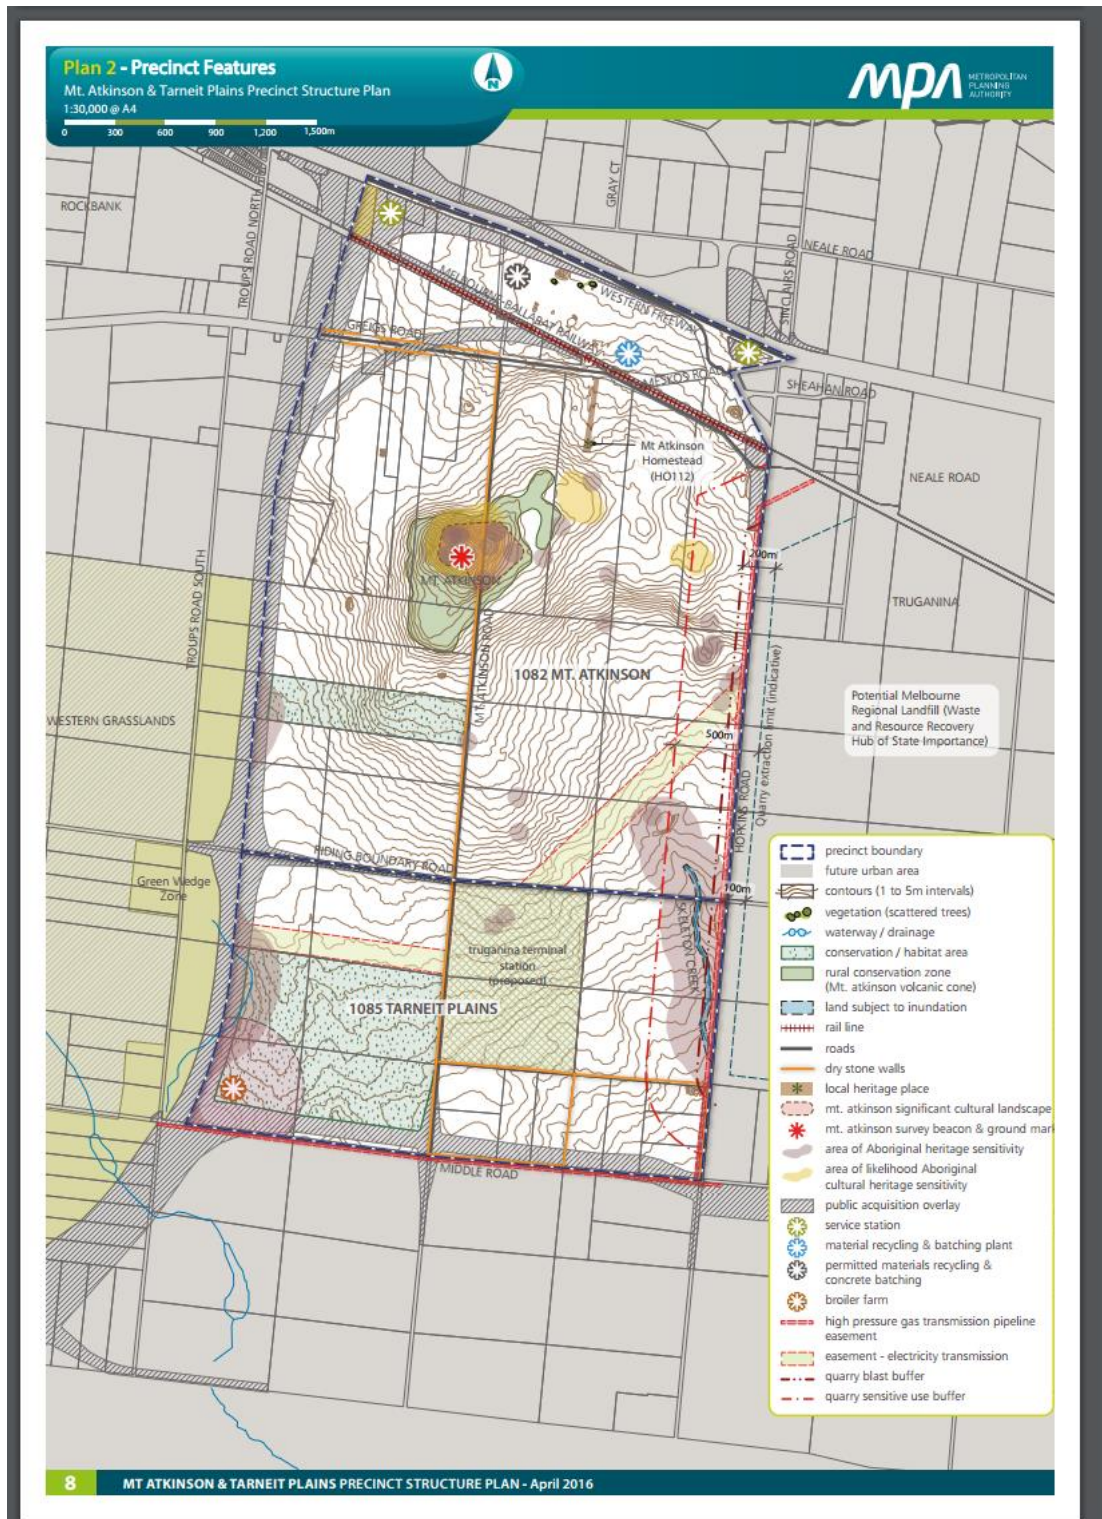 Plan 2 - Precinct Features
Mt. Atkinson & Tarneit Plains Precinct Structure Plan
1:30,000 @ A4
0 300 600 900 1,200 1,500m
N
MPA
METROPOLITAN
PLANNING
AUTHORITY
ROCKBANK
TROUPS ROAD NORTH
GRAY CT
NEALE ROAD
SINCLAIRS ROAD
WESTERN FREEWAY
MELBOURNE-BALLARAT RAILWAY
GREIGS ROAD
MESKOS ROAD
SHEAHAN ROAD
Mt Atkinson
Homestead
(HO112)
NEALE ROAD
200m
MT. ATKINSON
TROUPS ROAD SOUTH
TRUGANINA
MT. ATKINSON ROAD
1082 MT. ATKINSON
Quarry extraction limit (indicative)
Potential Melbourne
Regional Landfill (Waste
and Resource Recovery
Hub of State Importance)
WESTERN GRASSLANDS
500m
HOPKINS ROAD
RIDING BOUNDARY ROAD
Green Wedge
Zone
100m
SKELETON CREEK
truganina terminal
station
(proposed)
1085 TARNEIT PLAINS
MIDDLE ROAD
precinct boundary
future urban area
contours (1 to 5m intervals)
vegetation (scattered trees)
waterway / drainage
conservation / habitat area
rural conservation zone
(Mt. atkinson volcanic cone)
land subject to inundation
rail line
roads
dry stone walls
local heritage place
mt. atkinson significant cultural landscape
mt. atkinson survey beacon & ground mark
area of Aboriginal heritage sensitivity
area of likelihood Aboriginal
cultural heritage sensitivity
public acquisition overlay
service station
material recycling & batching plant
permitted materials recycling &
concrete batching
broiler farm
high pressure gas transmission pipeline
easement
easement - electricity transmission
quarry blast buffer
quarry sensitive use buffer
8 MT ATKINSON & TARNEIT PLAINS PRECINCT STRUCTURE PLAN - April 2016